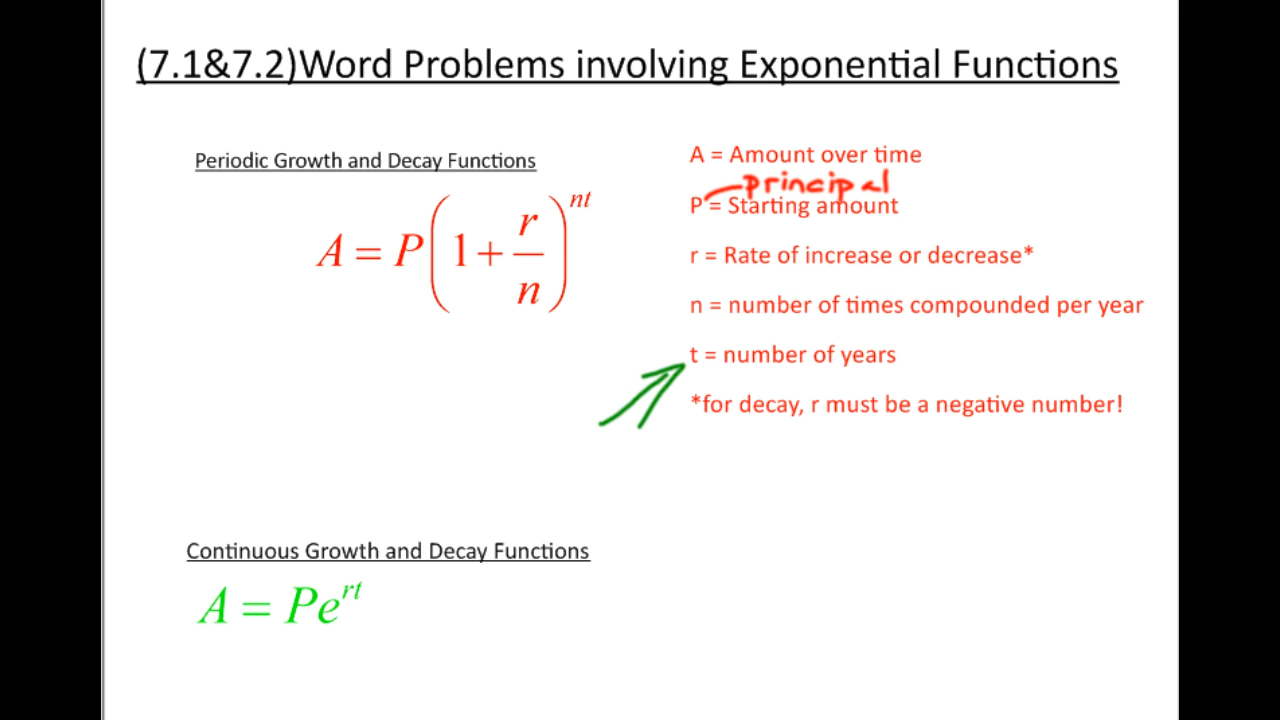 (7.1&7.2)Word Problems involving Exponential Functions
Periodic Growth and Decay Functions
A = P(1 + r/n)^nt
A = Amount over time
principal
P = Starting amount
r = Rate of increase or decrease*
n = number of times compounded per year
t = number of years
*for decay, r must be a negative number!
Continuous Growth and Decay Functions
A = Pe^rt